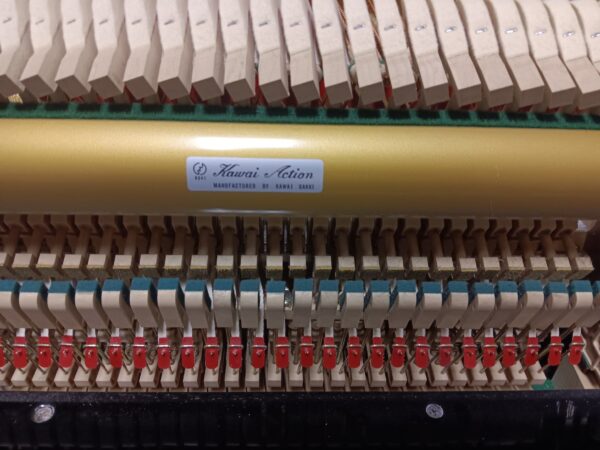 Kawai Action
MANUFACTURED BY KAWAI GAKKI